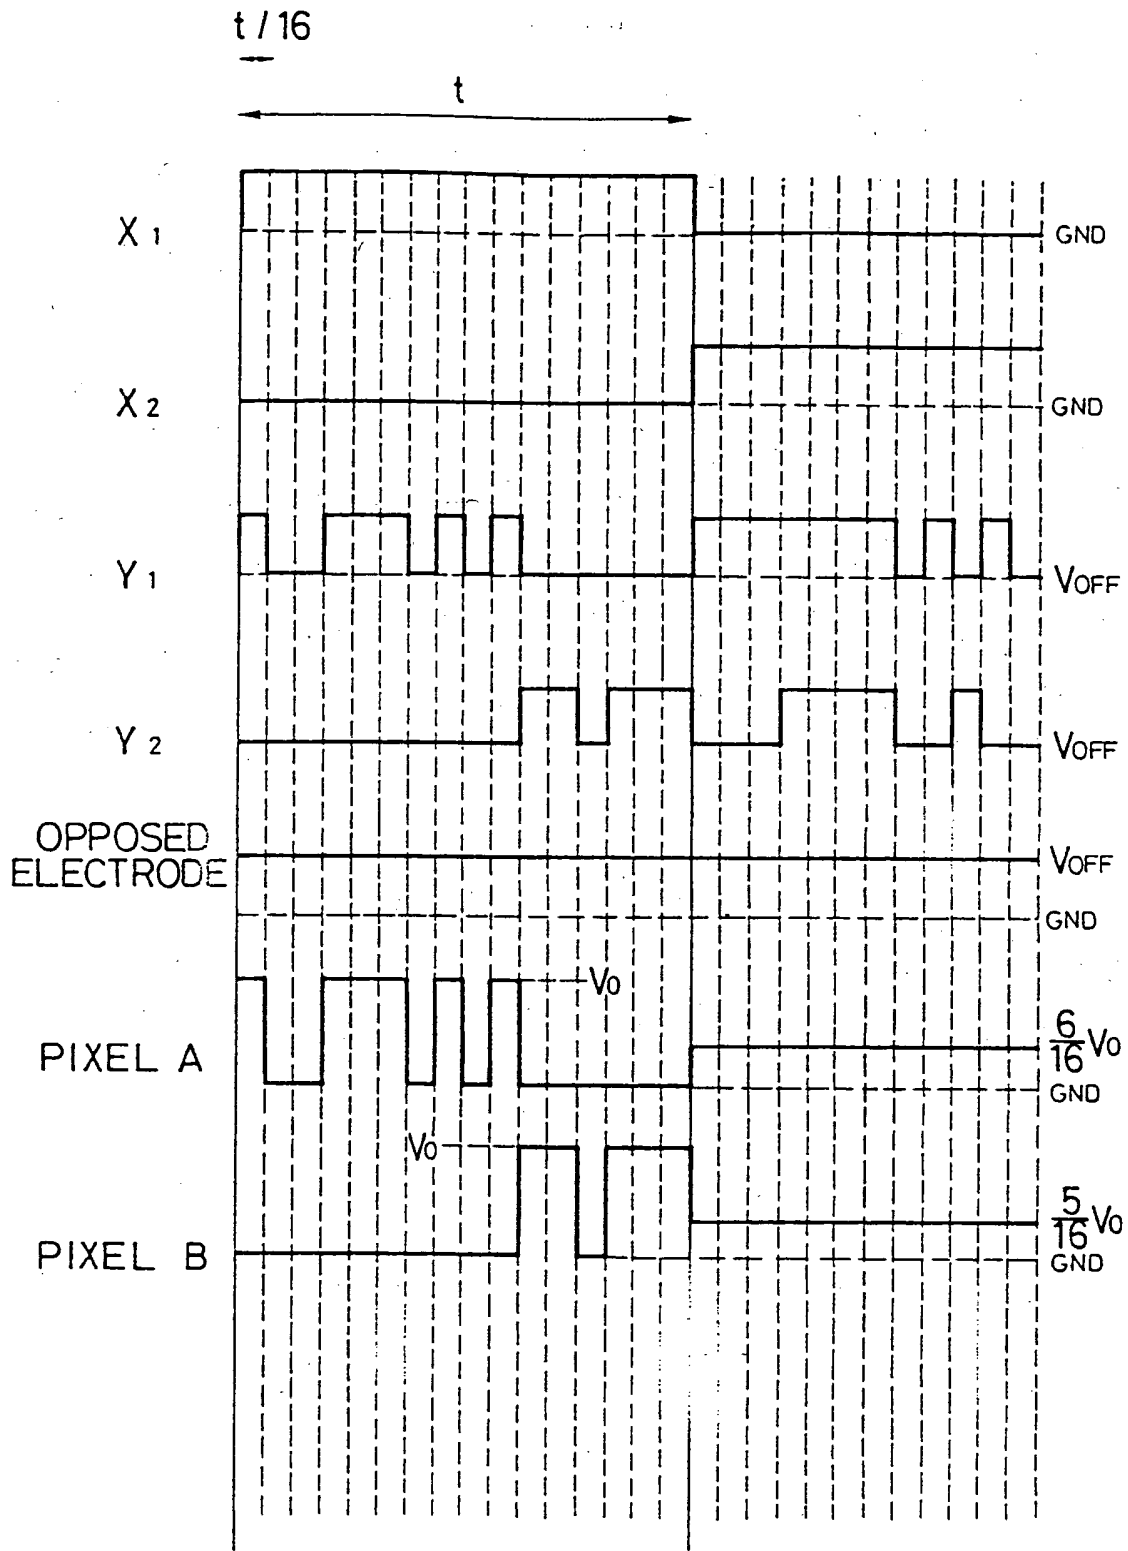 t / 16
t
X1
GND
X2
GND
Y1
VOFF
Y2
VOFF
OPPOSED
ELECTRODE
VOFF
GND
V0
PIXEL A
6/16 V0
GND
V0
5/16 V0
PIXEL B
GND